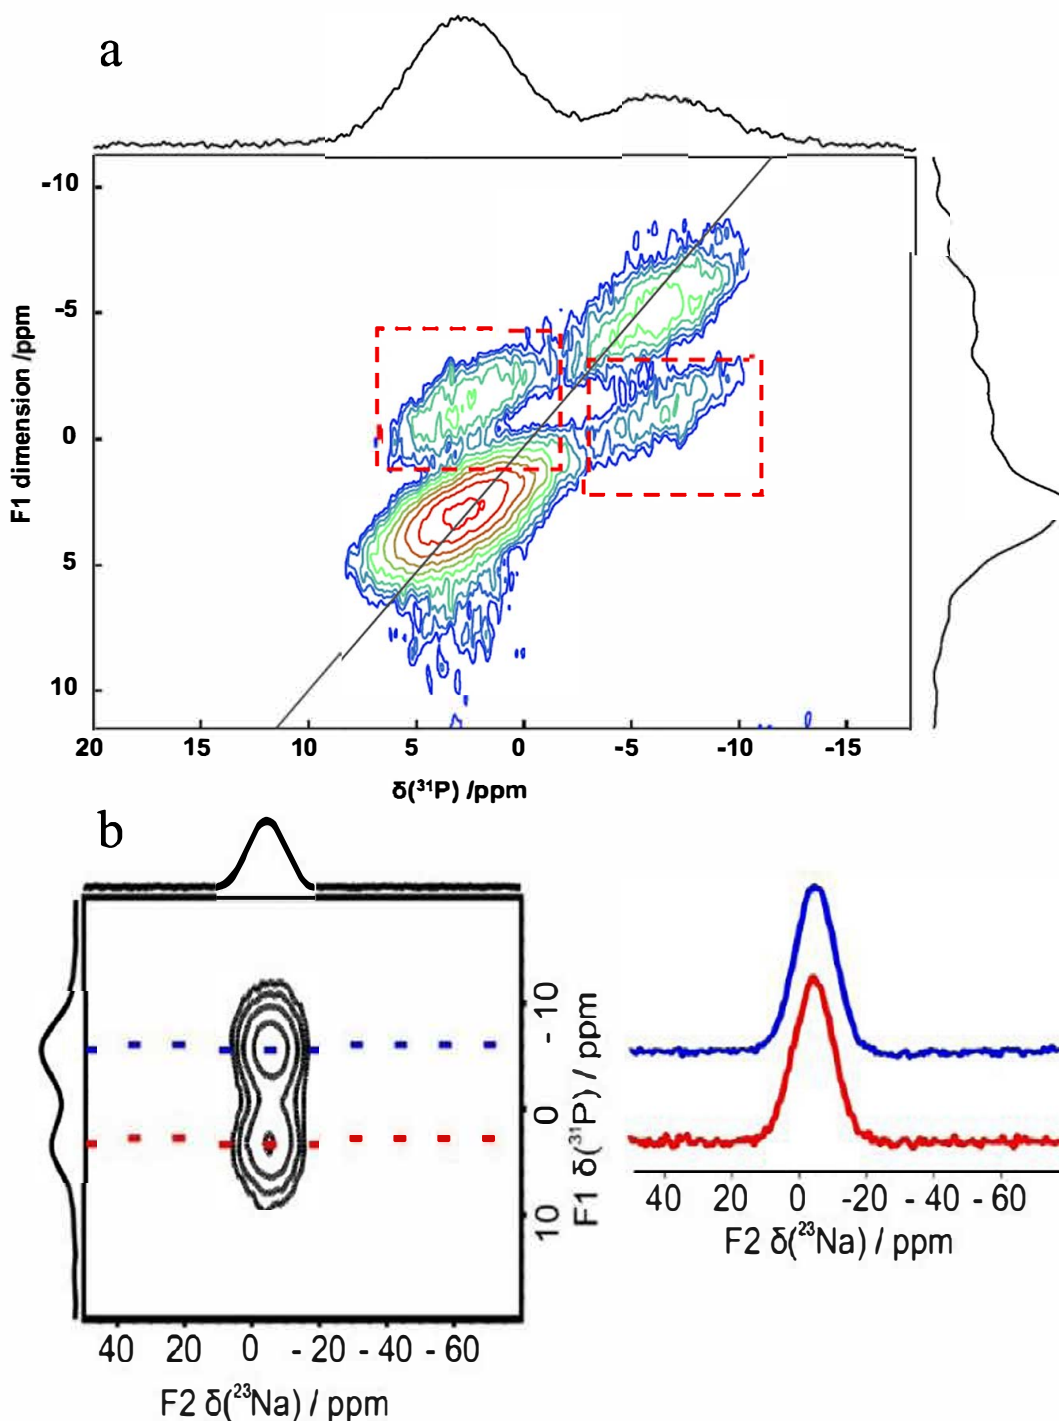 a
-10
-5
0
5
10
F1 dimension /ppm
20 15 10 5 0 -5 -10 -15
δ(³¹P) /ppm
b
- 10
0
10
F1 δ(³¹P) / ppm
40 20 0 - 20 - 40 - 60
F2 δ(²³Na) / ppm
40 20 0 -20 - 40 - 60
F2 δ(²³Na) / ppm